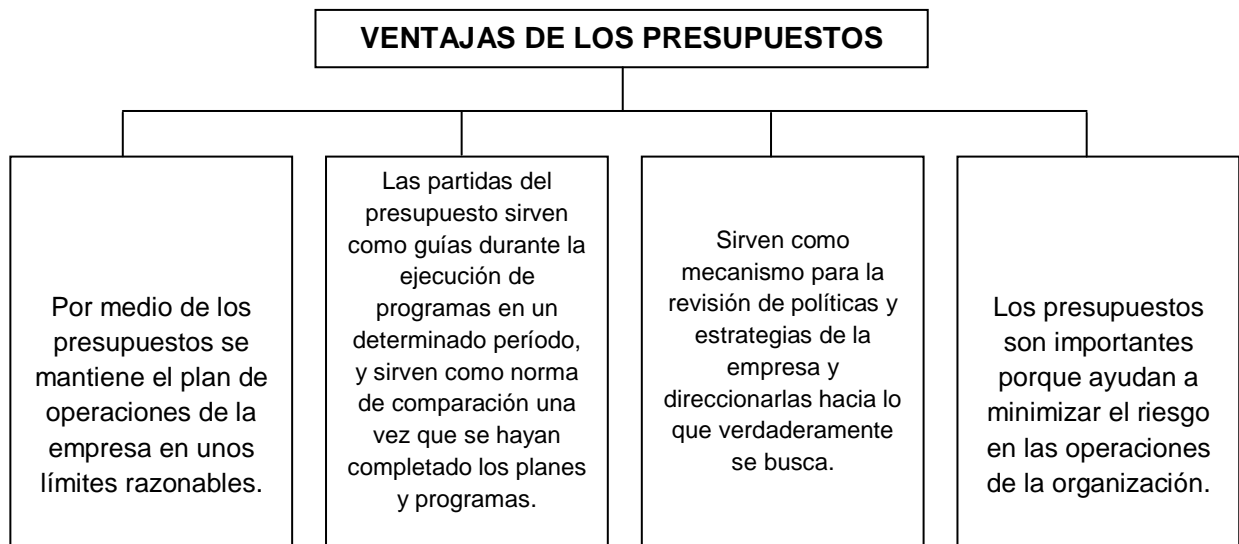 VENTAJAS DE LOS PRESUPUESTOS
Por medio de los
presupuestos se
mantiene el plan de
operaciones de la
empresa en unos
límites razonables.
Las partidas del
presupuesto sirven
como guías durante la
ejecución de
programas en un
determinado período,
y sirven como norma
de comparación una
vez que se hayan
completado los planes
y programas.
Sirven como
mecanismo para la
revisión de políticas y
estrategias de la
empresa y
direccionarlas hacia lo
que verdaderamente
se busca.
Los presupuestos
son importantes
porque ayudan a
minimizar el riesgo
en las operaciones
de la organización.